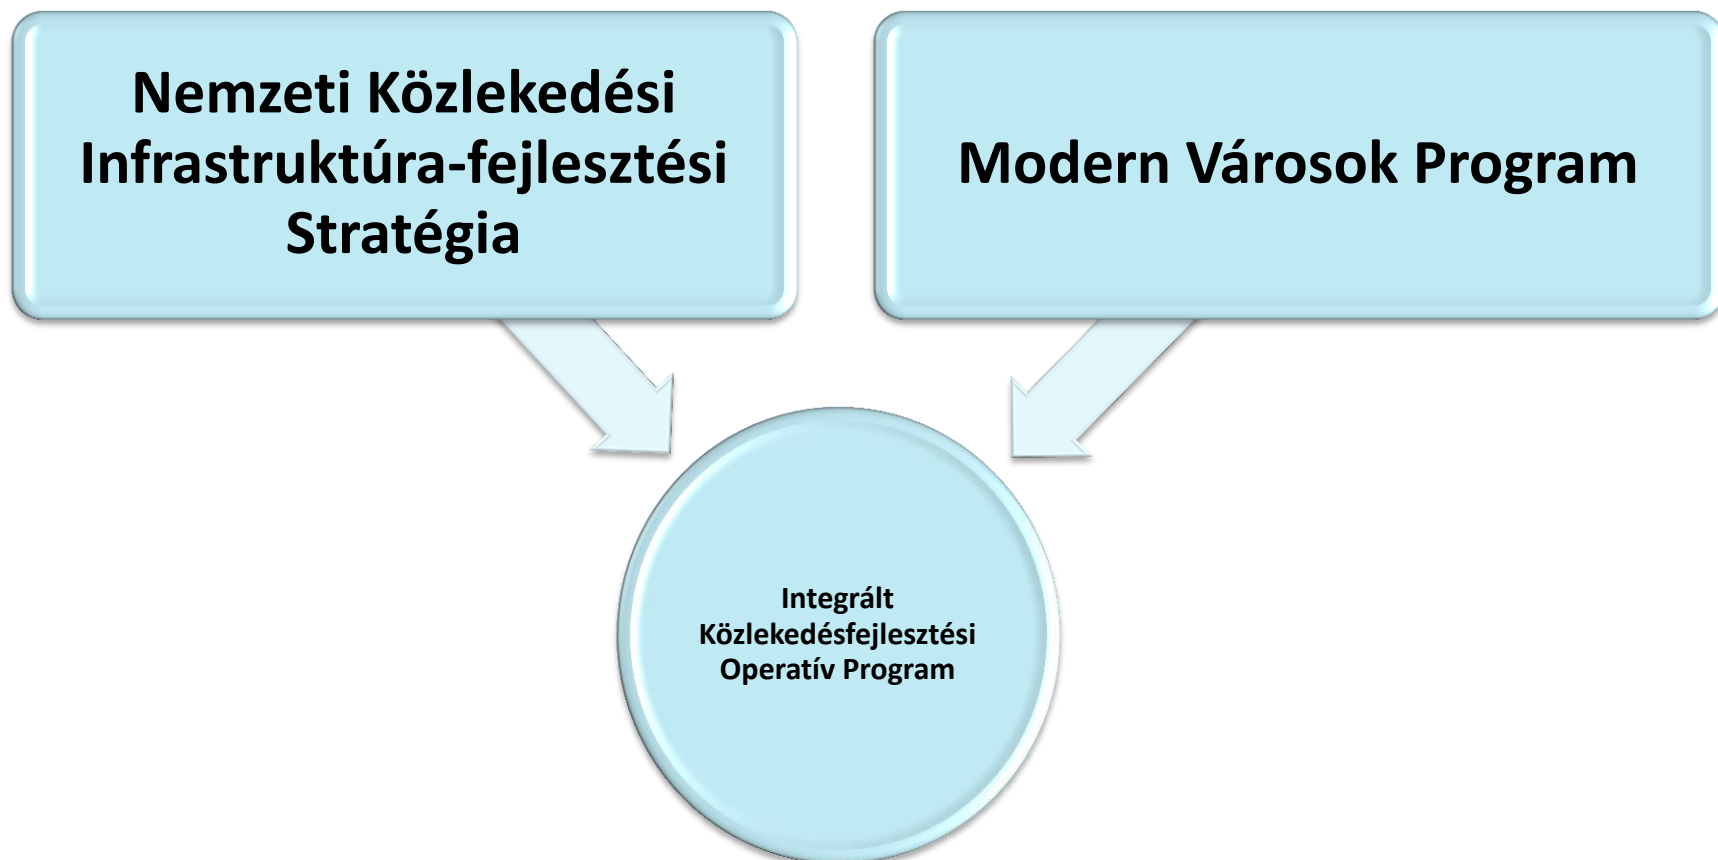 Nemzeti Közlekedési
Infrastruktúra-fejlesztési
Stratégia
Modern Városok Program
Integrált
Közlekedésfejlesztési
Operatív Program